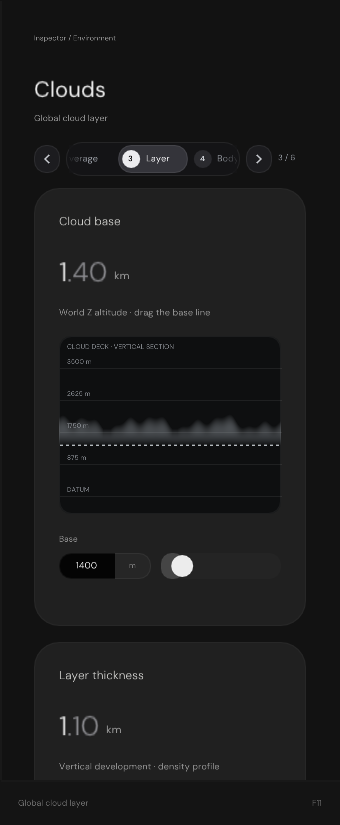 Inspector / Environment
Clouds
Global cloud layer
verage 3 Layer 4 Body 3 / 6
Cloud base
1.40 km
World Z altitude · drag the base line
CLOUD DECK · VERTICAL SECTION
3500 m
2625 m
1750 m
875 m
DATUM
Base
1400 m
Layer thickness
1.10 km
Vertical development · density profile
Global cloud layer F11